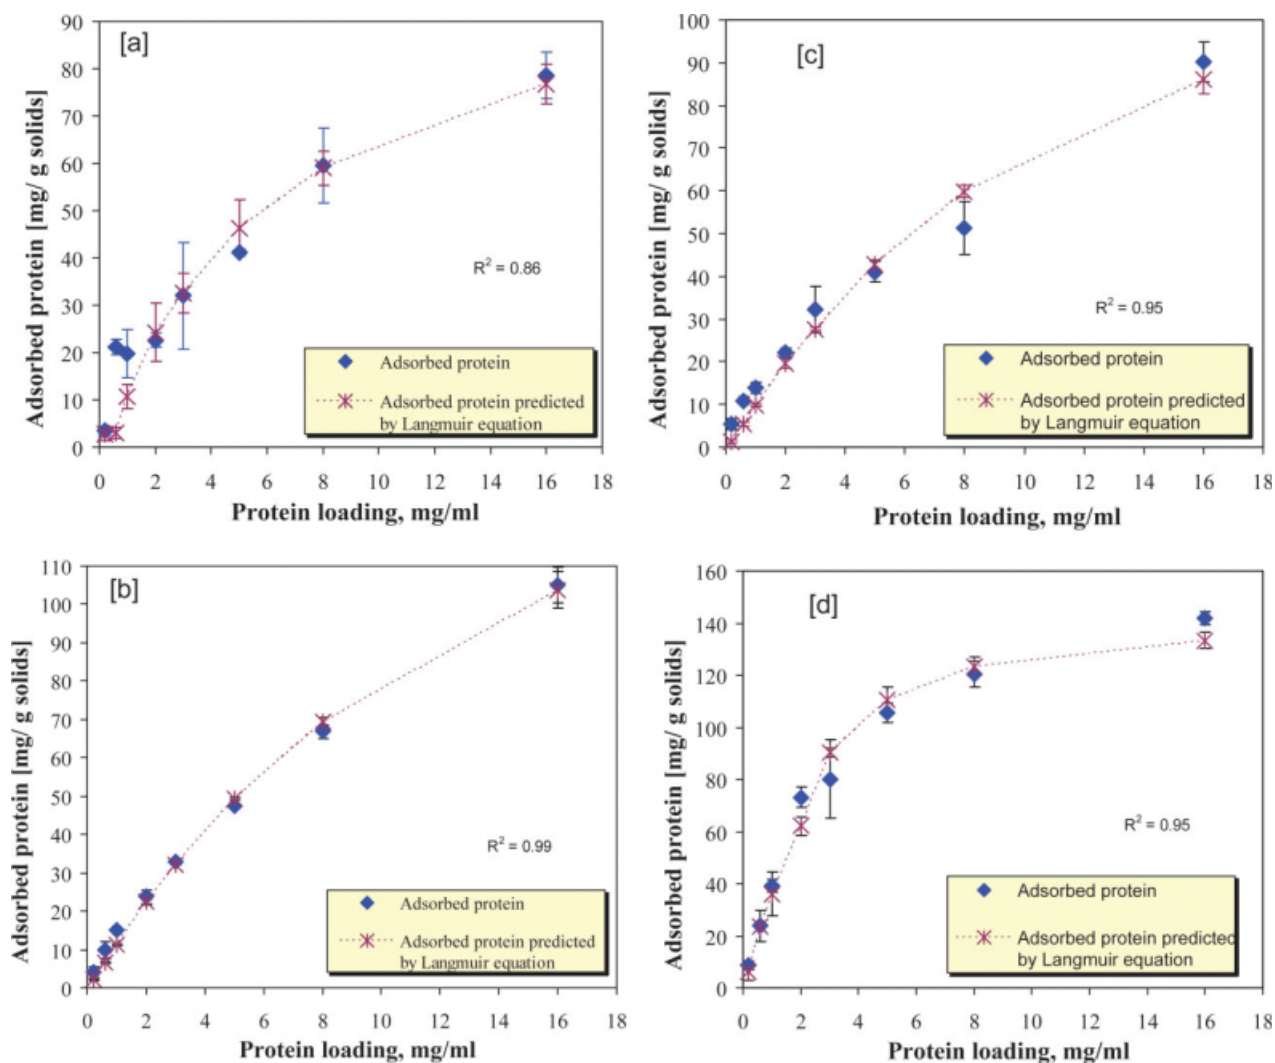 [a]
Adsorbed protein [mg/ g solids]
90
80
70
60
50
40
30
20
10
0
R² = 0.86
Adsorbed protein
Adsorbed protein predicted
by Langmuir equation
0 2 4 6 8 10 12 14 16 18
Protein loading, mg/ml
[c]
Adsorbed protein [mg/ g solids]
100
90
80
70
60
50
40
30
20
10
0
R² = 0.95
Adsorbed protein
Adsorbed protein predicted
by Langmuir equation
0 2 4 6 8 10 12 14 16 18
Protein loading, mg/ml
[b]
Adsorbed protein [mg/ g solids]
110
100
90
80
70
60
50
40
30
20
10
0
R² = 0.99
Adsorbed protein
Adsorbed protein predicted
by Langmuir equation
0 2 4 6 8 10 12 14 16 18
Protein loading, mg/ml
[d]
Adsorbed protein [mg/ g solids]
160
140
120
100
80
60
40
20
0
R² = 0.95
Adsorbed protein
Adsorbed protein predicted
by Langmuir equation
0 2 4 6 8 10 12 14 16 18
Protein loading, mg/ml